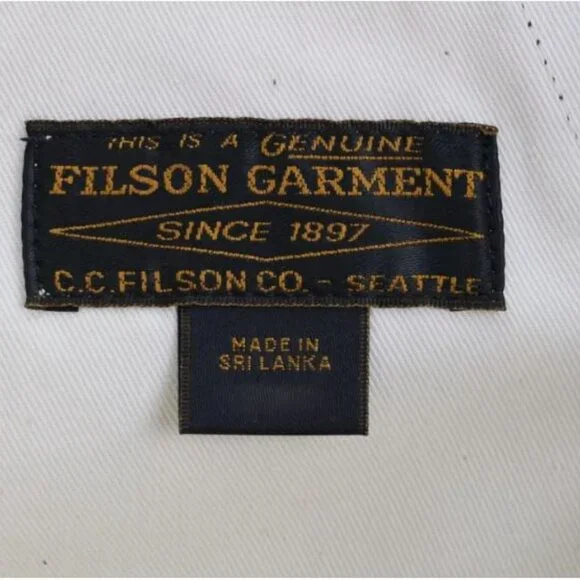 THIS IS A GENUINE
FILSON GARMENT
SINCE 1897
C.C. FILSON CO. - SEATTLE
MADE IN
SRI LANKA